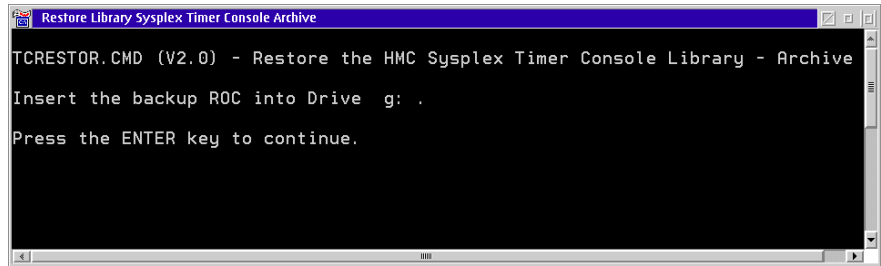 Restore Library Sysplex Timer Console Archive
TCRESTOR.CMD (V2.0) - Restore the HMC Sysplex Timer Console Library - Archive
Insert the backup ROC into Drive  g: .
Press the ENTER key to continue.